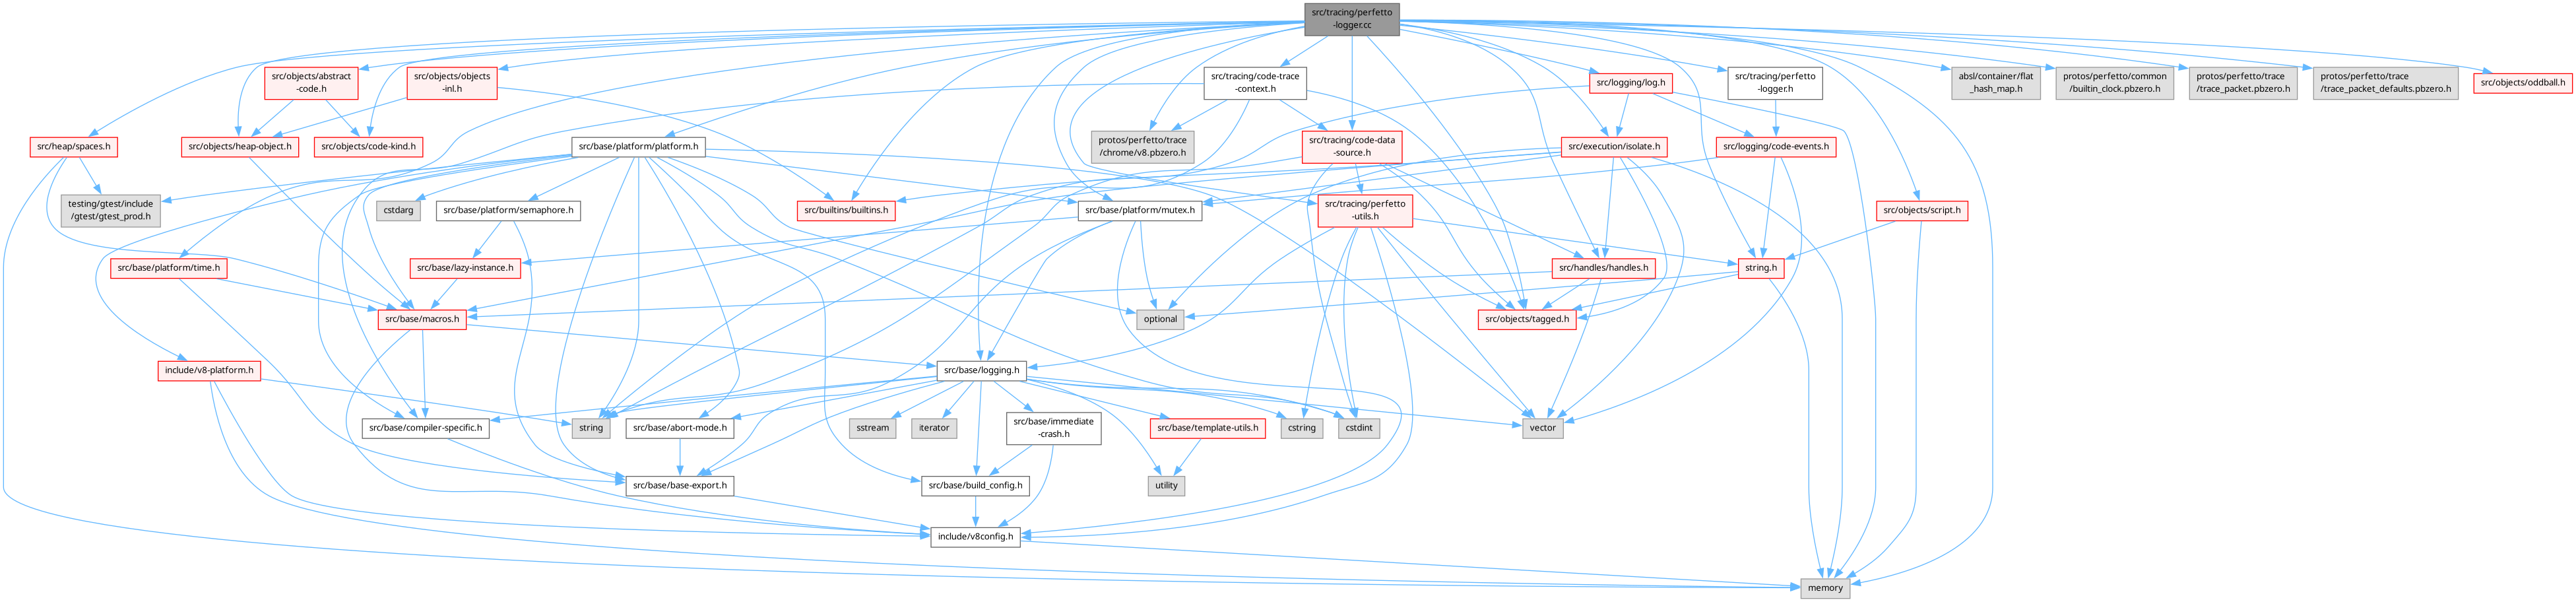 src/tracing/perfetto
-logger.cc
src/objects/abstract
-code.h
src/objects/objects
-inl.h
src/tracing/code-trace
-context.h
src/logging/log.h
src/tracing/perfetto
-logger.h
absl/container/flat
_hash_map.h
protos/perfetto/common
/builtin_clock.pbzero.h
protos/perfetto/trace
/trace_packet.pbzero.h
protos/perfetto/trace
/trace_packet_defaults.pbzero.h
src/objects/oddball.h
src/heap/spaces.h
src/objects/heap-object.h
src/objects/code-kind.h
src/base/platform/platform.h
protos/perfetto/trace
/chrome/v8.pbzero.h
src/tracing/code-data
-source.h
src/execution/isolate.h
src/logging/code-events.h
testing/gtest/include
/gtest/gtest_prod.h
cstdarg
src/base/platform/semaphore.h
src/builtins/builtins.h
src/base/platform/mutex.h
src/tracing/perfetto
-utils.h
src/objects/script.h
src/base/platform/time.h
src/base/lazy-instance.h
src/handles/handles.h
string.h
src/base/macros.h
optional
src/objects/tagged.h
include/v8-platform.h
src/base/logging.h
src/base/compiler-specific.h
string
src/base/abort-mode.h
sstream
iterator
src/base/immediate
-crash.h
src/base/template-utils.h
cstring
cstdint
vector
src/base/base-export.h
src/base/build_config.h
utility
include/v8config.h
memory